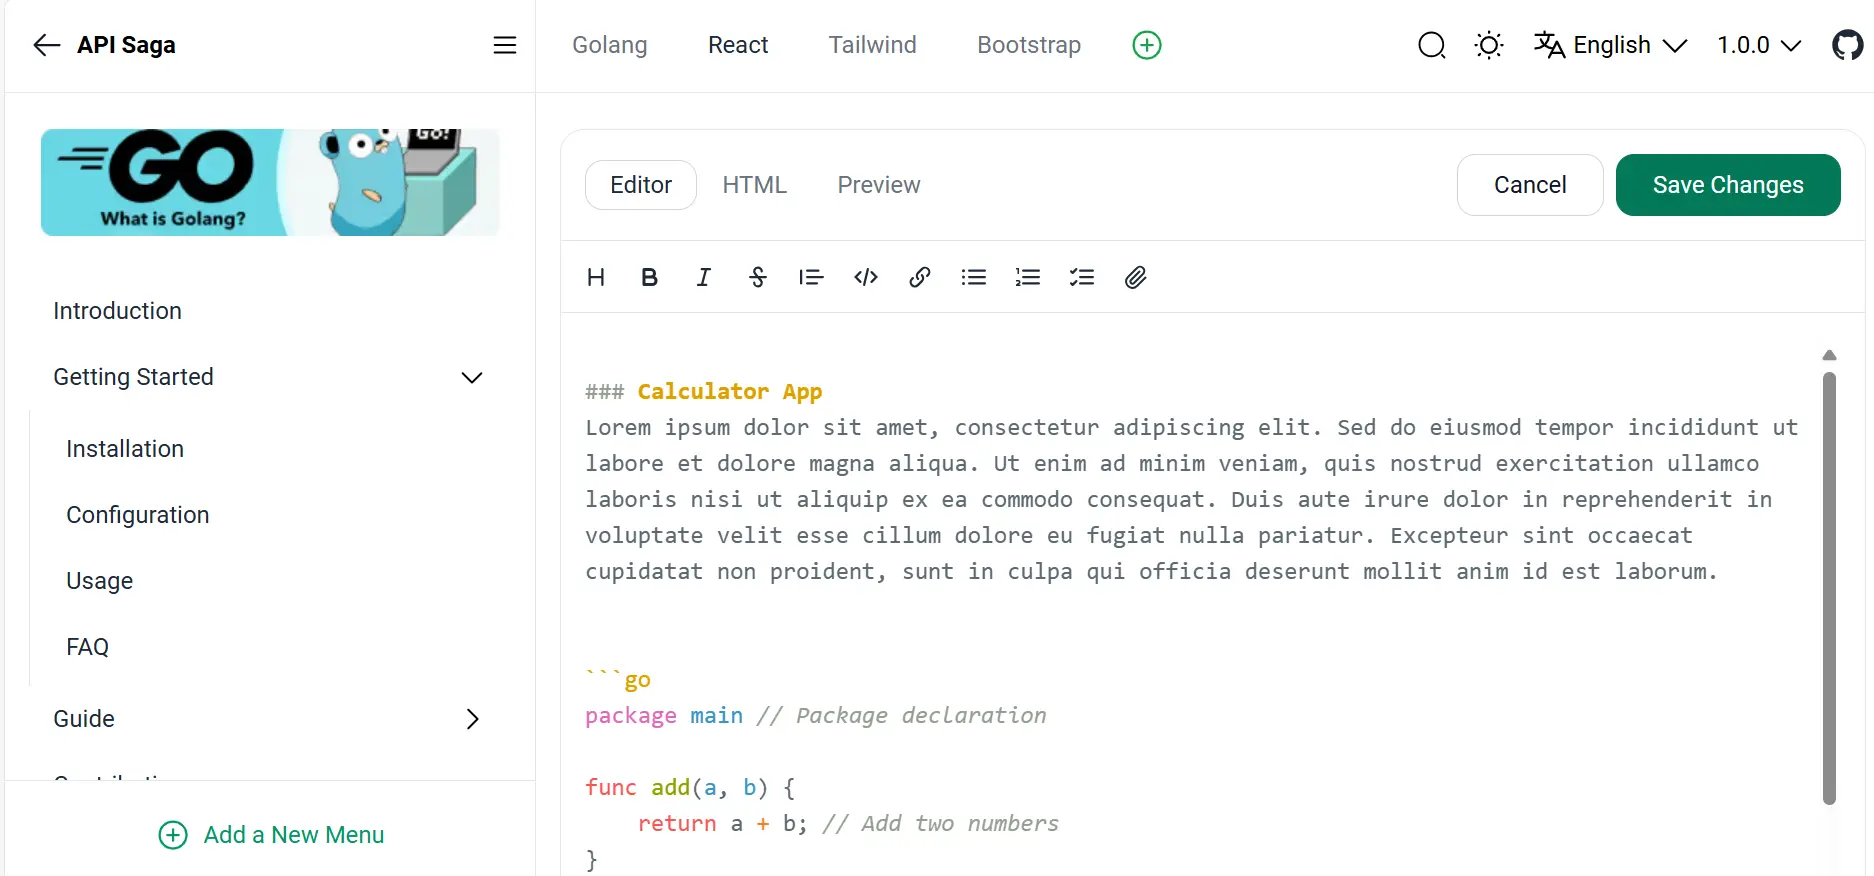 API Saga
Golang React Tailwind Bootstrap
English 1.0.0
GO
What is Golang?
GO!
Introduction
Getting Started
Installation
Configuration
Usage
FAQ
Guide
Add a New Menu
Editor HTML Preview
Cancel Save Changes
### Calculator App
Lorem ipsum dolor sit amet, consectetur adipiscing elit. Sed do eiusmod tempor incididunt ut
labore et dolore magna aliqua. Ut enim ad minim veniam, quis nostrud exercitation ullamco
laboris nisi ut aliquip ex ea commodo consequat. Duis aute irure dolor in reprehenderit in
voluptate velit esse cillum dolore eu fugiat nulla pariatur. Excepteur sint occaecat
cupidatat non proident, sunt in culpa qui officia deserunt mollit anim id est laborum.
```go
package main // Package declaration
func add(a, b) {
    return a + b; // Add two numbers
}